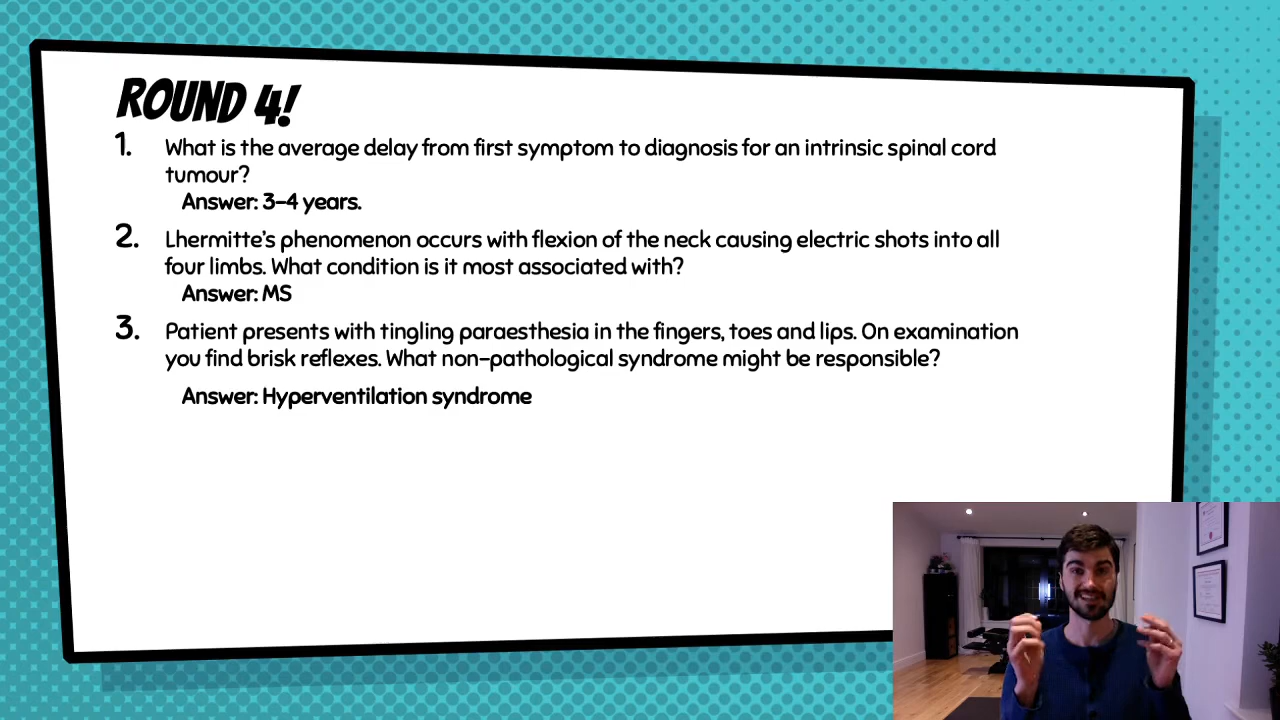 ROUND 4!
1. What is the average delay from first symptom to diagnosis for an intrinsic spinal cord
tumour?
Answer: 3-4 years.
2. Lhermitte's phenomenon occurs with flexion of the neck causing electric shots into all
four limbs. What condition is it most associated with?
Answer: MS
3. Patient presents with tingling paraesthesia in the fingers, toes and lips. On examination
you find brisk reflexes. What non-pathological syndrome might be responsible?
Answer: Hyperventilation syndrome